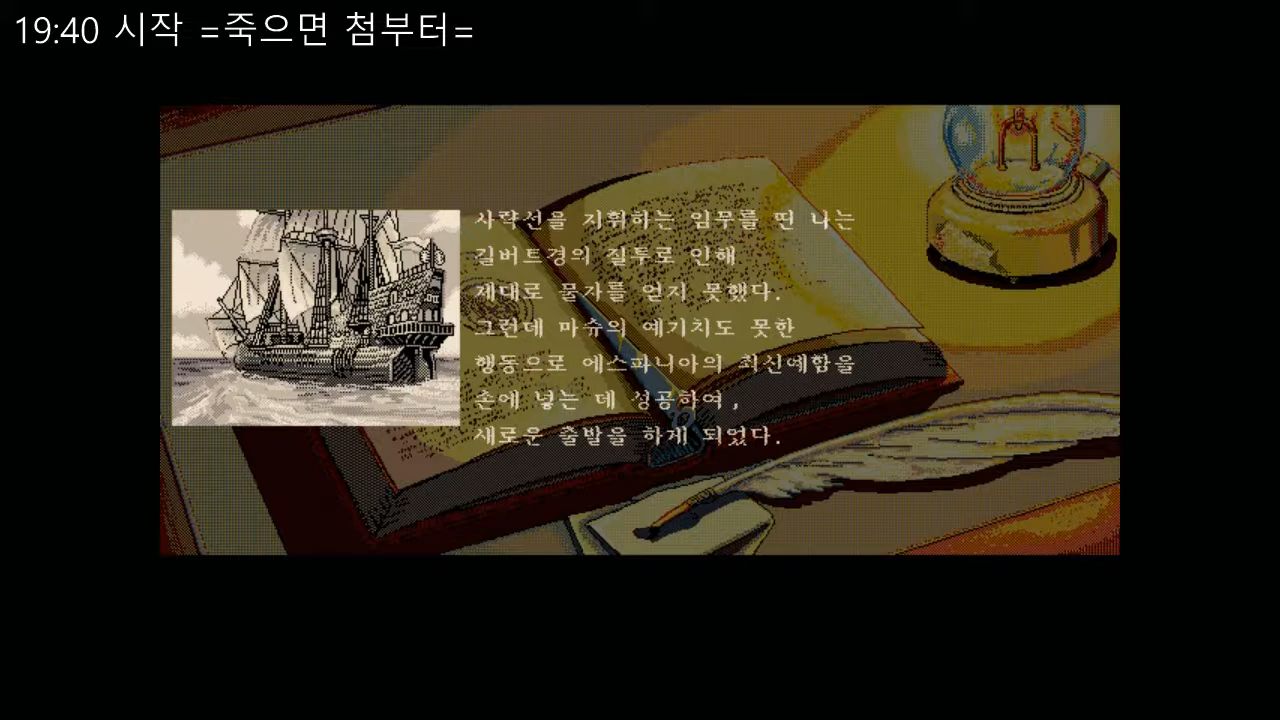 19:40 시작 =죽으면 첨부터=
사략선을 지휘하는 임무를 띤 나는
길버트경의 질투로 인해
제대로 물자를 얻지 못했다.
그런데 마슈의 예기치도 못한
행동으로 에스파니아의 최신예함을
손에 넣는 데 성공하여,
새로운 출발을 하게 되었다.